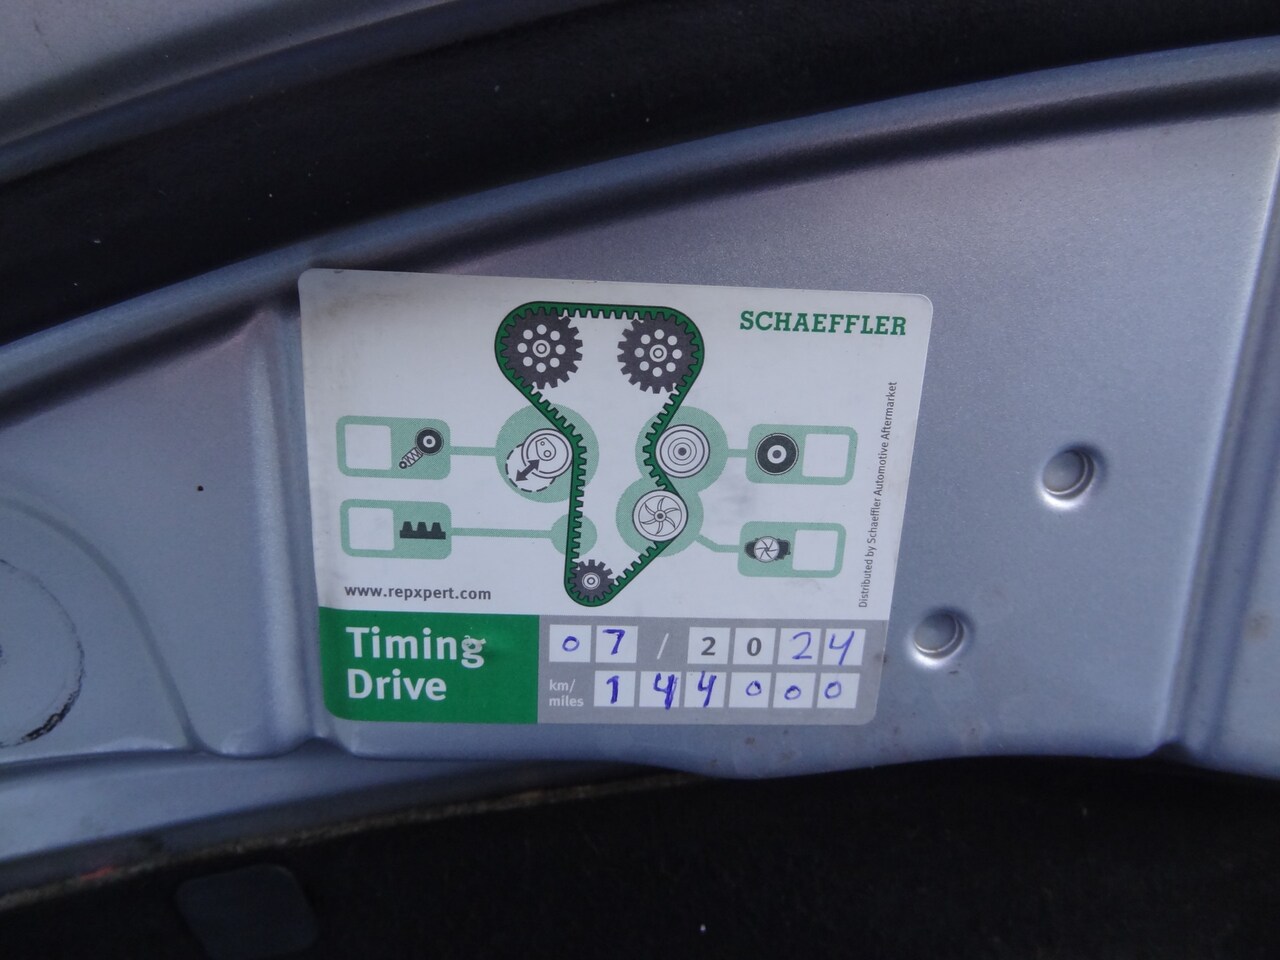 SCHAEFFLER
Distributed by Schaeffler Automotive Aftermarket
www.repxpert.com
Timing
Drive
07 / 2024
km/
miles
144000